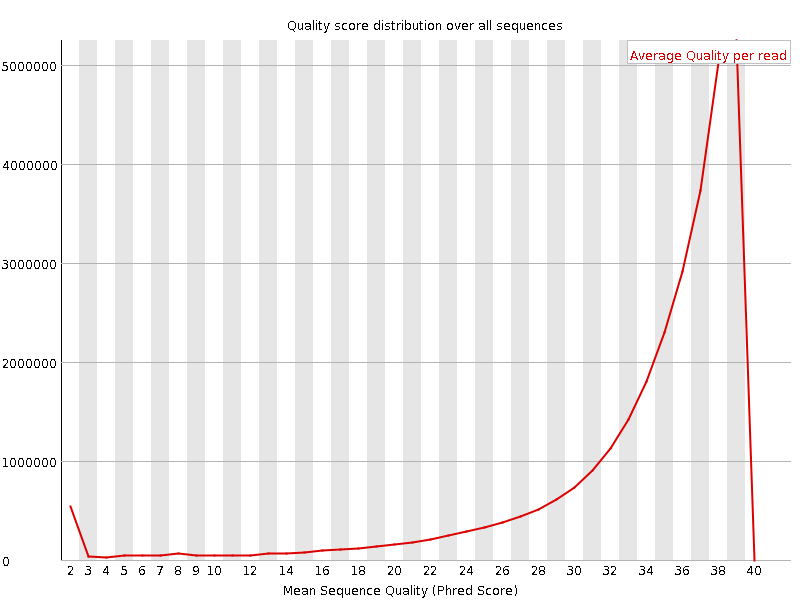 Quality score distribution over all sequences
Average Quality per read
5000000
4000000
3000000
2000000
1000000
0
2 3 4 5 6 7 8 9 10 12 14 16 18 20 22 24 26 28 30 32 34 36 38 40
Mean Sequence Quality (Phred Score)